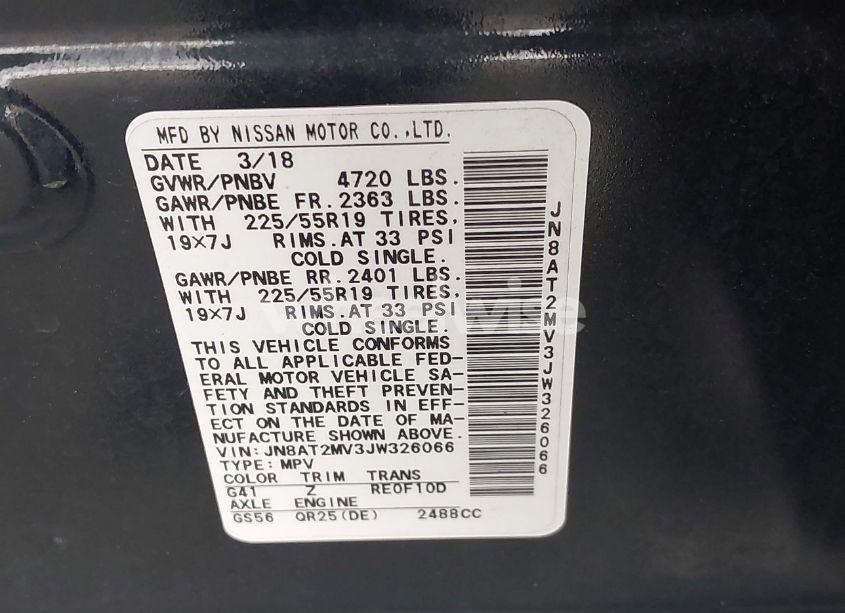 MFD BY NISSAN MOTOR CO.,LTD.
DATE 3/18
GVWR/PNBV 4720 LBS.
GAWR/PNBE FR. 2363 LBS.
WITH 225/55R19 TIRES,
19×7J RIMS. AT 33 PSI
COLD SINGLE.
GAWR/PNBE RR. 2401 LBS.
WITH 225/55R19 TIRES,
19×7J RIMS. AT 33 PSI
COLD SINGLE.
THIS VEHICLE CONFORMS
TO ALL APPLICABLE FED-
ERAL MOTOR VEHICLE SA-
FETY AND THEFT PREVEN-
TION STANDARDS IN EFF-
ECT ON THE DATE OF MA-
NUFACTURE SHOWN ABOVE.
VIN: JN8AT2MV3JW326066
TYPE: MPV
COLOR TRIM TRANS
G41 Z RE0F10D
AXLE ENGINE
GS56 QR25(DE) 2488CC
JN8AT2MV3JW326066